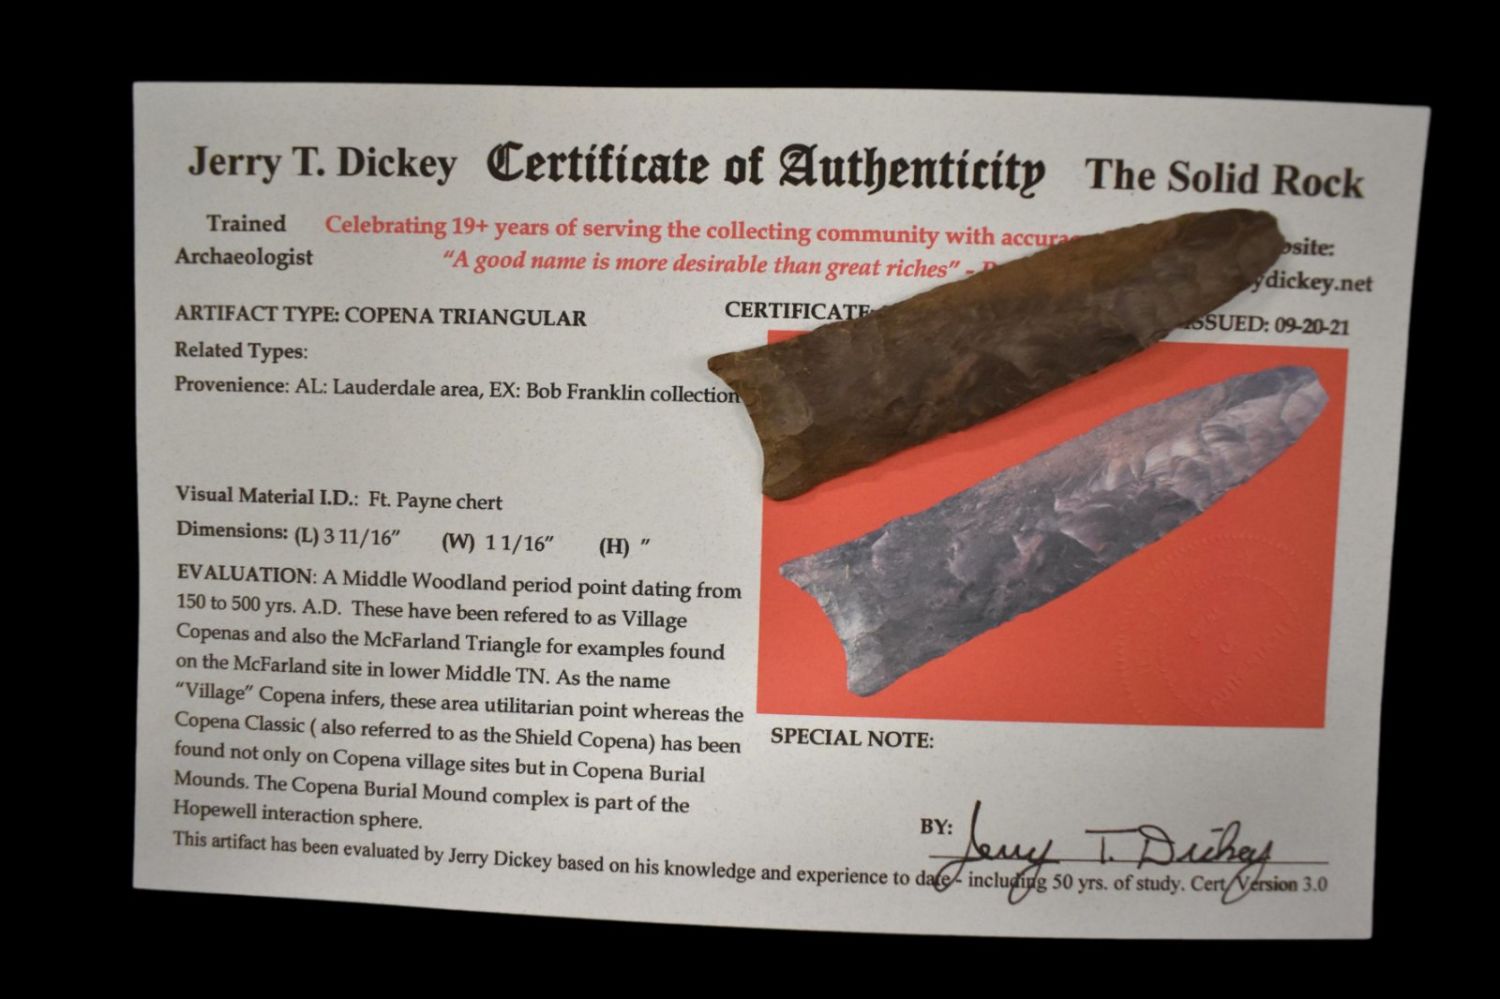 Jerry T. Dickey Certificate of Authenticity The Solid Rock
Trained Archaeologist
Celebrating 19+ years of serving the collecting community with
"A good name is more desirable than great riches" -
ydickey.net
ARTIFACT TYPE: COPENA TRIANGULAR
CERTIFICATE
ISSUED: 09-20-21
Related Types:
Provenience: AL: Lauderdale area, EX: Bob Franklin collection
Visual Material I.D.: Ft. Payne chert
Dimensions: (L) 3 11/16" (W) 1 1/16" (H) "
EVALUATION: A Middle Woodland period point dating from
150 to 500 yrs. A.D. These have been refered to as Village
Copenas and also the McFarland Triangle for examples found
on the McFarland site in lower Middle TN. As the name
"Village" Copena infers, these area utilitarian point whereas the
Copena Classic ( also referred to as the Shield Copena) has been
found not only on Copena village sites but in Copena Burial
Mounds. The Copena Burial Mound complex is part of the
Hopewell interaction sphere.
SPECIAL NOTE:
BY: Jerry T. Dickey
This artifact has been evaluated by Jerry Dickey based on his knowledge and experience to date - including 50 yrs. of study. Cert Version 3.0